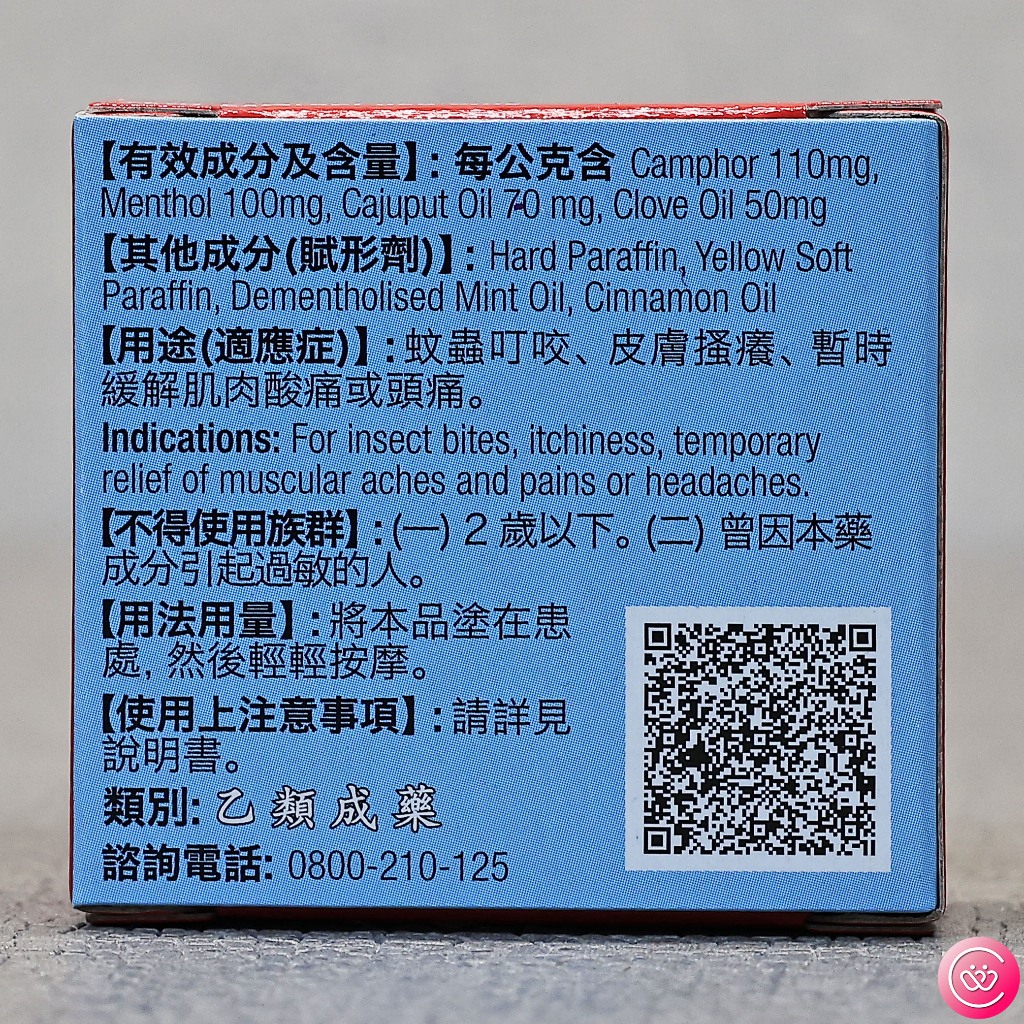 【有效成分及含量】: 每公克含 Camphor 110mg,
Menthol 100mg, Cajuput Oil 70 mg, Clove Oil 50mg
【其他成分(賦形劑)】: Hard Paraffin, Yellow Soft
Paraffin, Dementholised Mint Oil, Cinnamon Oil
【用途(適應症)】: 蚊蟲叮咬、皮膚搔癢、暫時
緩解肌肉酸痛或頭痛。
Indications: For insect bites, itchiness, temporary
relief of muscular aches and pains or headaches.
【不得使用族群】: (一) 2 歲以下。(二) 曾因本藥
成分引起過敏的人。
【用法用量】: 將本品塗在患
處, 然後輕輕按摩。
【使用上注意事項】: 請詳見
說明書。
類別: 乙類成藥
諮詢電話: 0800-210-125